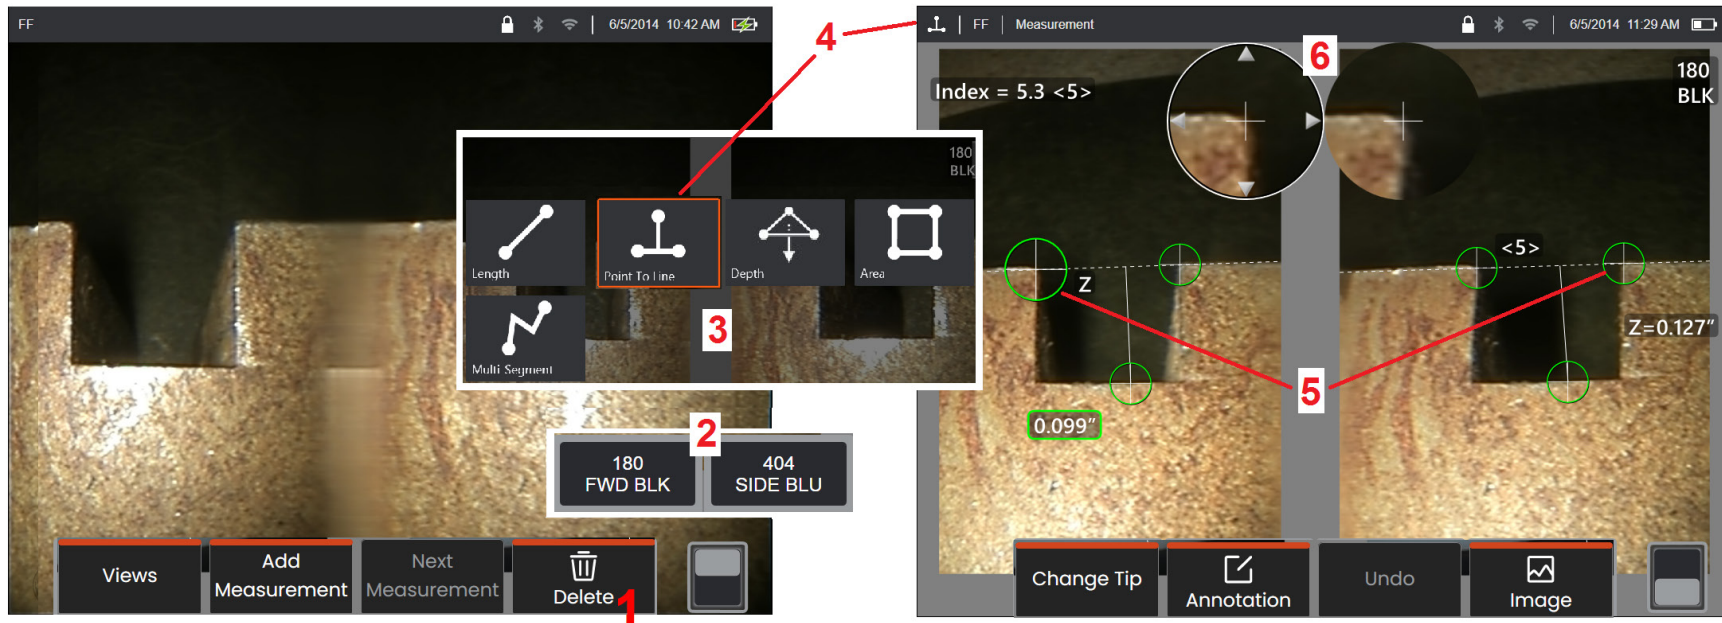 FF
6/5/2014 10:42 AM
4
FF
Measurement
6/5/2014 11:29 AM
6
Index = 5.3 <5>
180
BLK
180
BLK
Length
Point To Line
Depth
Area
Multi Segment
3
Z
<5>
Z=0.127"
5
0.099"
2
180
FWD BLK
404
SIDE BLU
Views
Add
Measurement
Next
Measurement
Delete
1
Change Tip
Annotation
Undo
Image